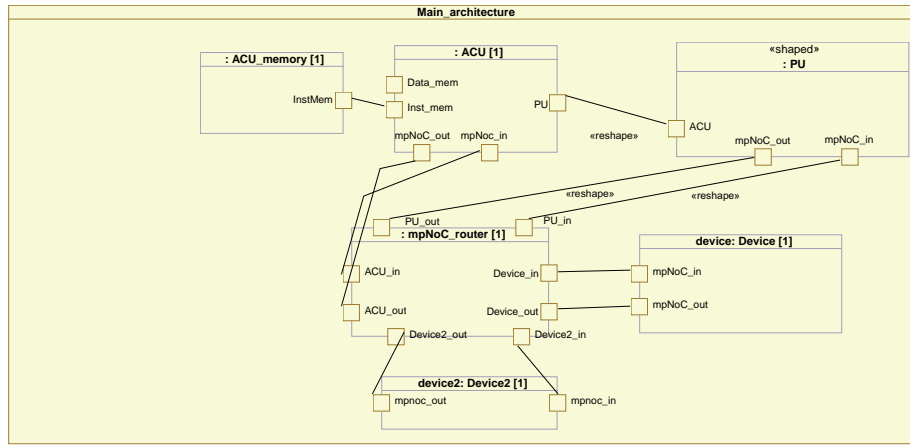 Main_architecture
: ACU_memory [1]
InstMem
: ACU [1]
Data_mem
Inst_mem
PU
mpNoC_out
mpNoc_in
«shaped»
: PU
ACU
«reshape»
mpNoC_out
mpNoC_in
«reshape»
«reshape»
PU_out
PU_in
: mpNoC_router [1]
ACU_in
Device_in
ACU_out
Device_out
Device2_out
Device2_in
device: Device [1]
mpNoC_in
mpNoC_out
device2: Device2 [1]
mpnoc_out
mpnoc_in